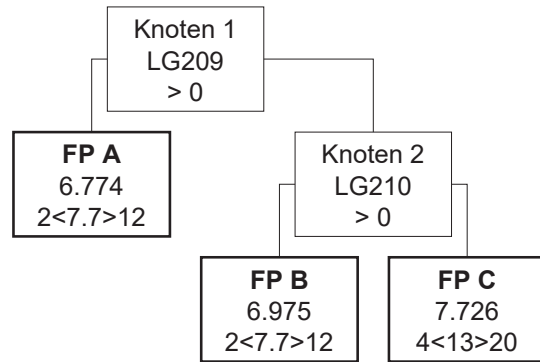 Knoten 1
LG209
> 0
FP A
6.774
2<7.7>12
Knoten 2
LG210
> 0
FP B
6.975
2<7.7>12
FP C
7.726
4<13>20